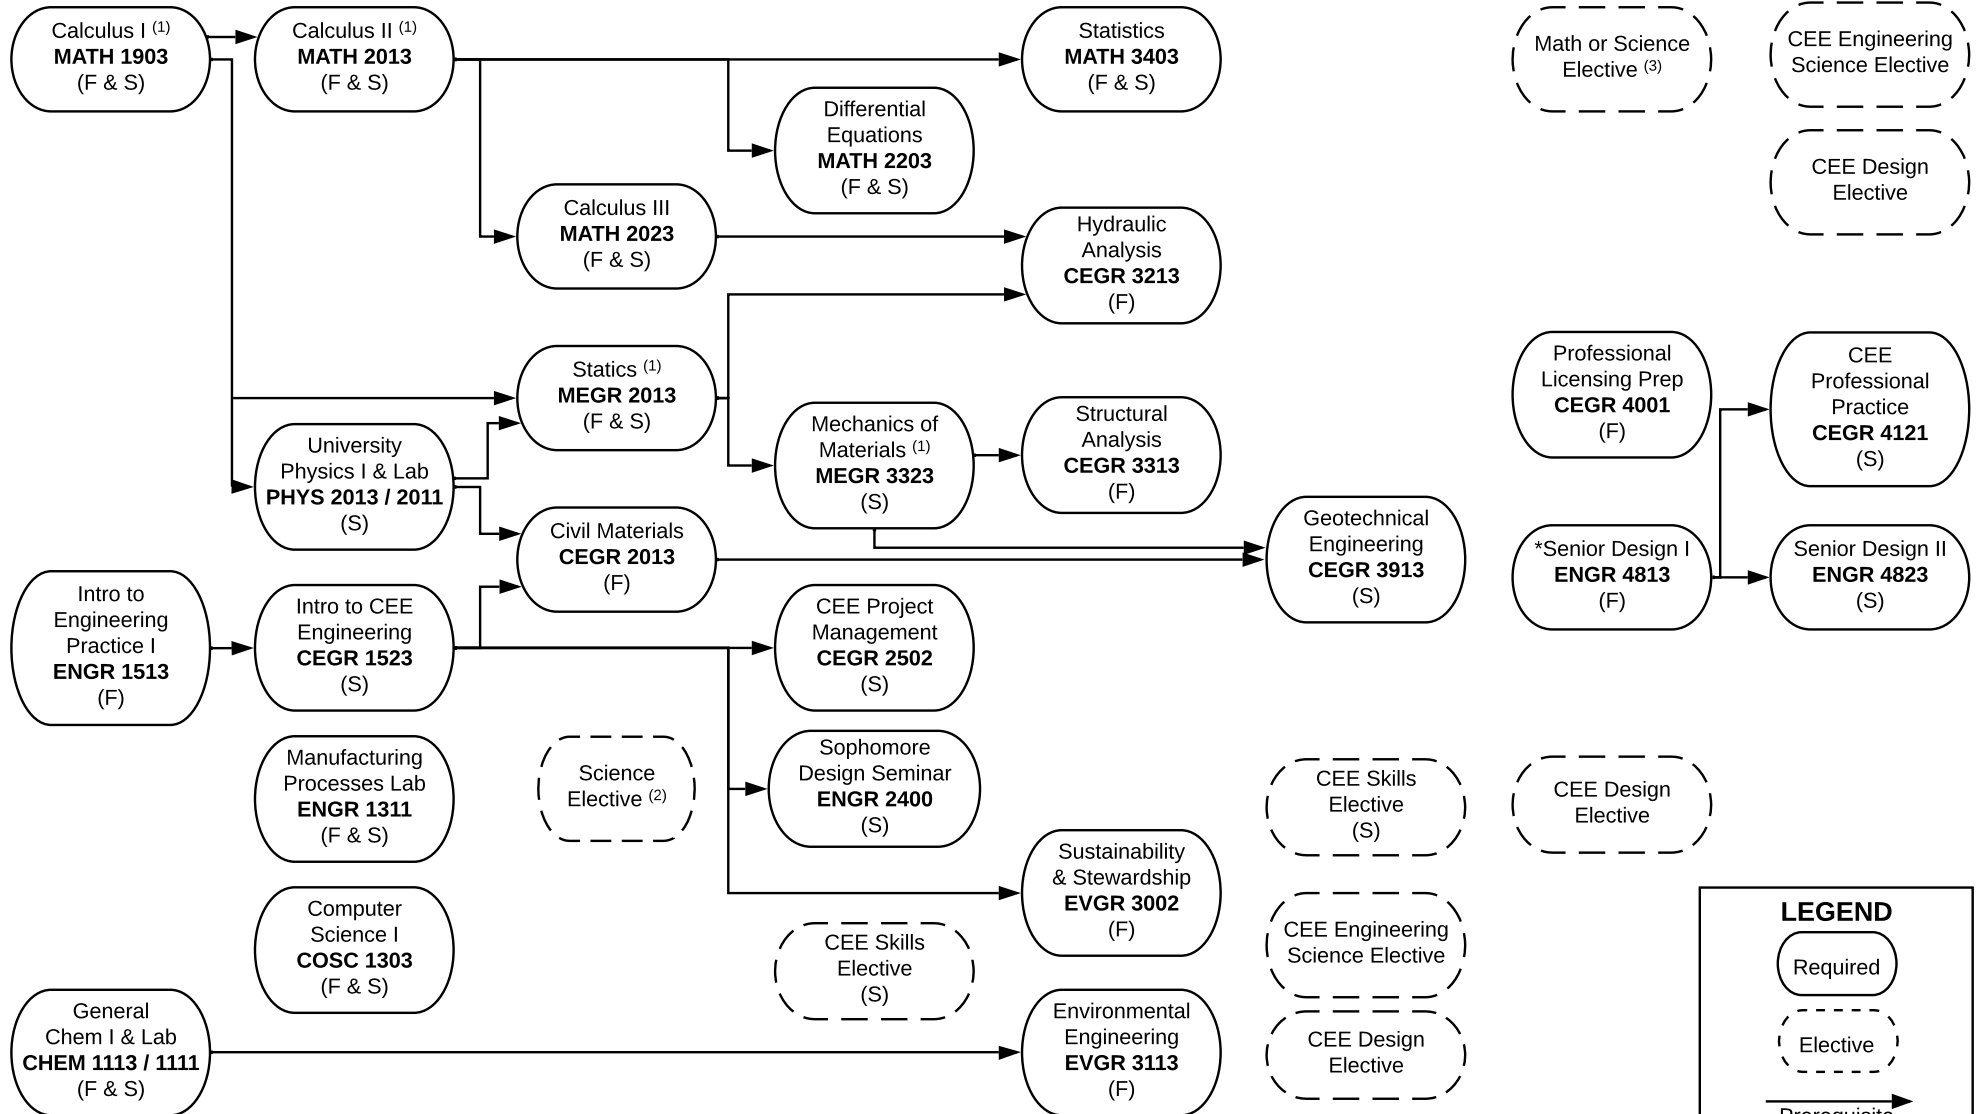 Calculus I (1)
MATH 1903
(F & S)
Calculus II (1)
MATH 2013
(F & S)
Statistics
MATH 3403
(F & S)
Math or Science
Elective (3)
CEE Engineering
Science Elective
Differential
Equations
MATH 2203
(F & S)
CEE Design
Elective
Calculus III
MATH 2023
(F & S)
Hydraulic
Analysis
CEGR 3213
(F)
Statics (1)
MEGR 2013
(F & S)
Professional
Licensing Prep
CEGR 4001
(F)
CEE
Professional
Practice
CEGR 4121
(S)
Mechanics of
Materials (1)
MEGR 3323
(S)
Structural
Analysis
CEGR 3313
(F)
University
Physics I & Lab
PHYS 2013 / 2011
(S)
Civil Materials
CEGR 2013
(F)
Geotechnical
Engineering
CEGR 3913
(S)
*Senior Design I
ENGR 4813
(F)
Senior Design II
ENGR 4823
(S)
Intro to
Engineering
Practice I
ENGR 1513
(F)
Intro to CEE
Engineering
CEGR 1523
(S)
CEE Project
Management
CEGR 2502
(S)
Manufacturing
Processes Lab
ENGR 1311
(F & S)
Science
Elective (2)
Sophomore
Design Seminar
ENGR 2400
(S)
CEE Skills
Elective
(S)
CEE Design
Elective
Sustainability
& Stewardship
EVGR 3002
(F)
Computer
Science I
COSC 1303
(F & S)
CEE Skills
Elective
(S)
CEE Engineering
Science Elective
General
Chem I & Lab
CHEM 1113 / 1111
(F & S)
Environmental
Engineering
EVGR 3113
(F)
CEE Design
Elective
LEGEND
Required
Elective
Prerequisite